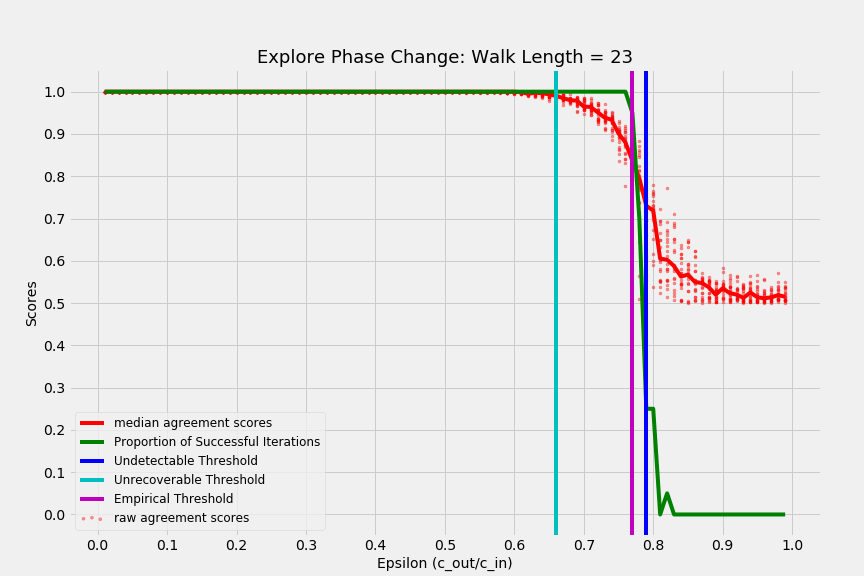 Explore Phase Change: Walk Length = 23
1.0
0.9
0.8
0.7
0.6
0.5
0.4
0.3
0.2
0.1
0.0
Scores
median agreement scores
Proportion of Successful Iterations
Undetectable Threshold
Unrecoverable Threshold
Empirical Threshold
raw agreement scores
0.0 0.1 0.2 0.3 0.4 0.5 0.6 0.7 0.8 0.9 1.0
Epsilon (c_out/c_in)